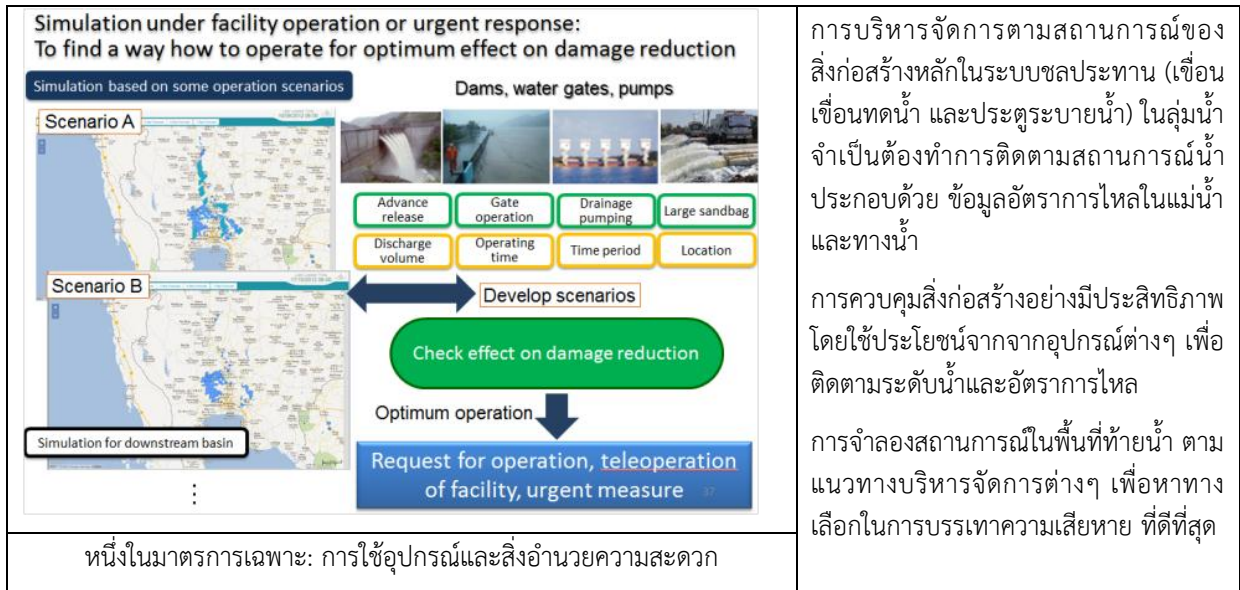 Simulation under facility operation or urgent response:
To find a way how to operate for optimum effect on damage reduction
Simulation based on some operation scenarios
Dams, water gates, pumps
Scenario A
Advance
release
Gate
operation
Drainage
pumping
Large sandbag
Discharge
volume
Operating
time
Time period
Location
Scenario B
Develop scenarios
Check effect on damage reduction
Optimum operation
Simulation for downstream basin
Request for operation, teleoperation
of facility, urgent measure 37
⋮
หนึ่งในมาตรการเฉพาะ: การใช้อุปกรณ์และสิ่งอำนวยความสะดวก
การบริหารจัดการตามสถานการณ์ของ
สิ่งก่อสร้างหลักในระบบชลประทาน (เขื่อน
เขื่อนทดน้ำ และประตูระบายน้ำ) ในลุ่มน้ำ
จำเป็นต้องทำการติดตามสถานการณ์น้ำ
ประกอบด้วย ข้อมูลอัตราการไหลในแม่น้ำ
และทางน้ำ
การควบคุมสิ่งก่อสร้างอย่างมีประสิทธิภาพ
โดยใช้ประโยชน์จากจากอุปกรณ์ต่างๆ เพื่อ
ติดตามระดับน้ำและอัตราการไหล
การจำลองสถานการณ์ในพื้นที่ท้ายน้ำ ตาม
แนวทางบริหารจัดการต่างๆ เพื่อหาทาง
เลือกในการบรรเทาความเสียหาย ที่ดีที่สุด